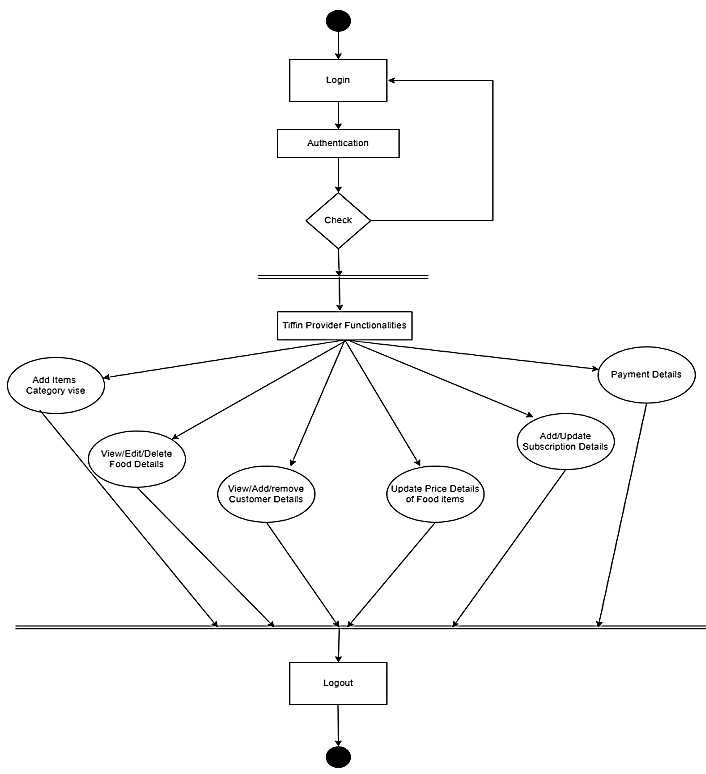 Login
Authentication
Check
Tiffin Provider Functionalities
Add Items
Category vise
View/Edit/Delete
Food Details
View/Add/remove
Customer Details
Update Price Details
of Food items
Add/Update
Subscription Details
Payment Details
Logout